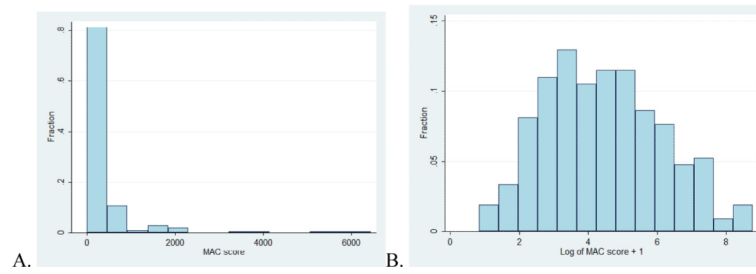 .8
.6
.4
.2
0
Fraction
0 2000 4000 6000
MAC score
A.
.15
.1
.05
0
Fraction
0 2 4 6 8
Log of MAC score + 1
B.